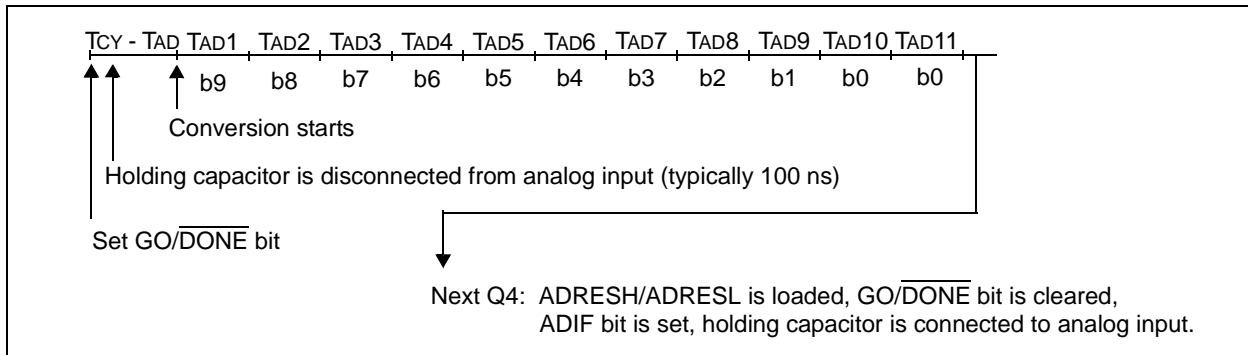 TCY - TAD TAD1 TAD2 TAD3 TAD4 TAD5 TAD6 TAD7 TAD8 TAD9 TAD10 TAD11
b9 b8 b7 b6 b5 b4 b3 b2 b1 b0 b0
Conversion starts
Holding capacitor is disconnected from analog input (typically 100 ns)
Set GO/DONE bit
Next Q4: ADRESH/ADRESL is loaded, GO/DONE bit is cleared,
ADIF bit is set, holding capacitor is connected to analog input.